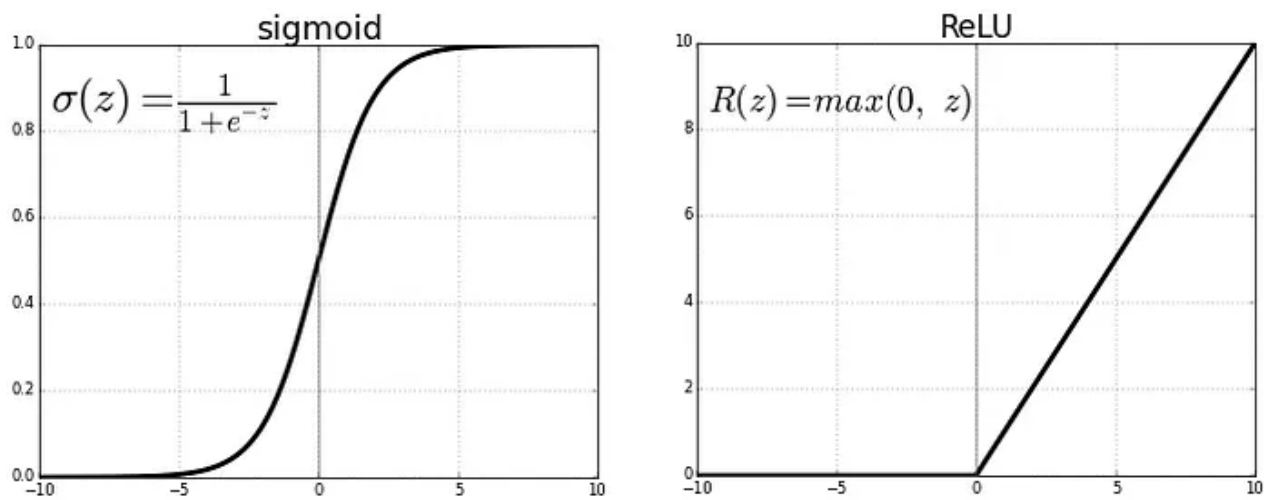 sigmoid
σ(z) = 1/(1+e^{-z})
1.0
0.8
0.6
0.4
0.2
0.0
−10 −5 0 5 10
ReLU
R(z) = max(0, z)
10
8
6
4
2
0
−10 −5 0 5 10